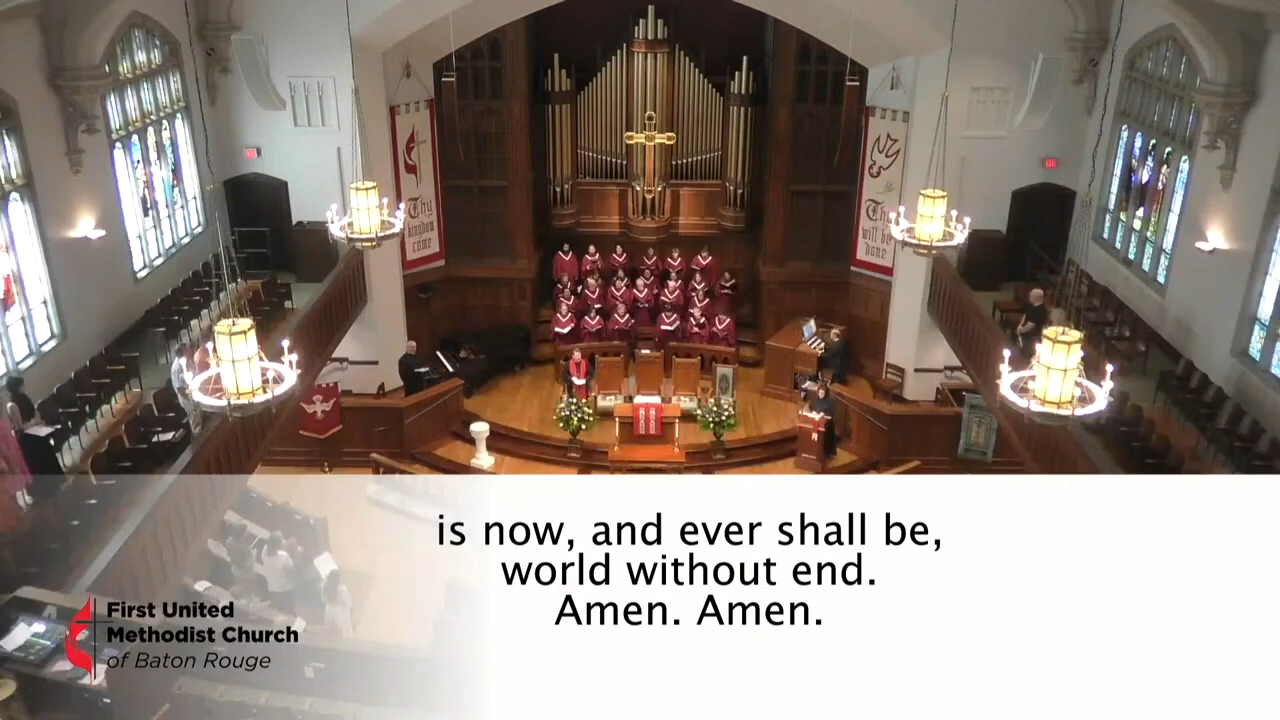 Thy
kingdom
come
Thy
will be
done
is now, and ever shall be,
world without end.
Amen. Amen.
First United
Methodist Church
of Baton Rouge